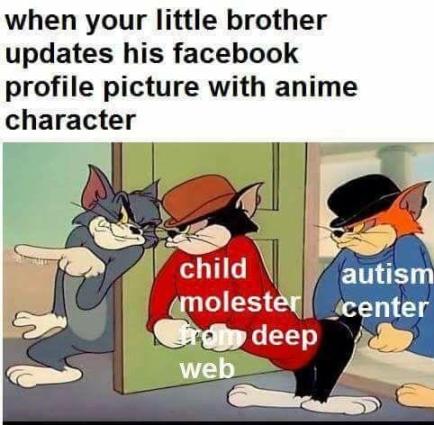 when your little brother
updates his facebook
profile picture with anime
character
child
molester
from deep
web
autism
center